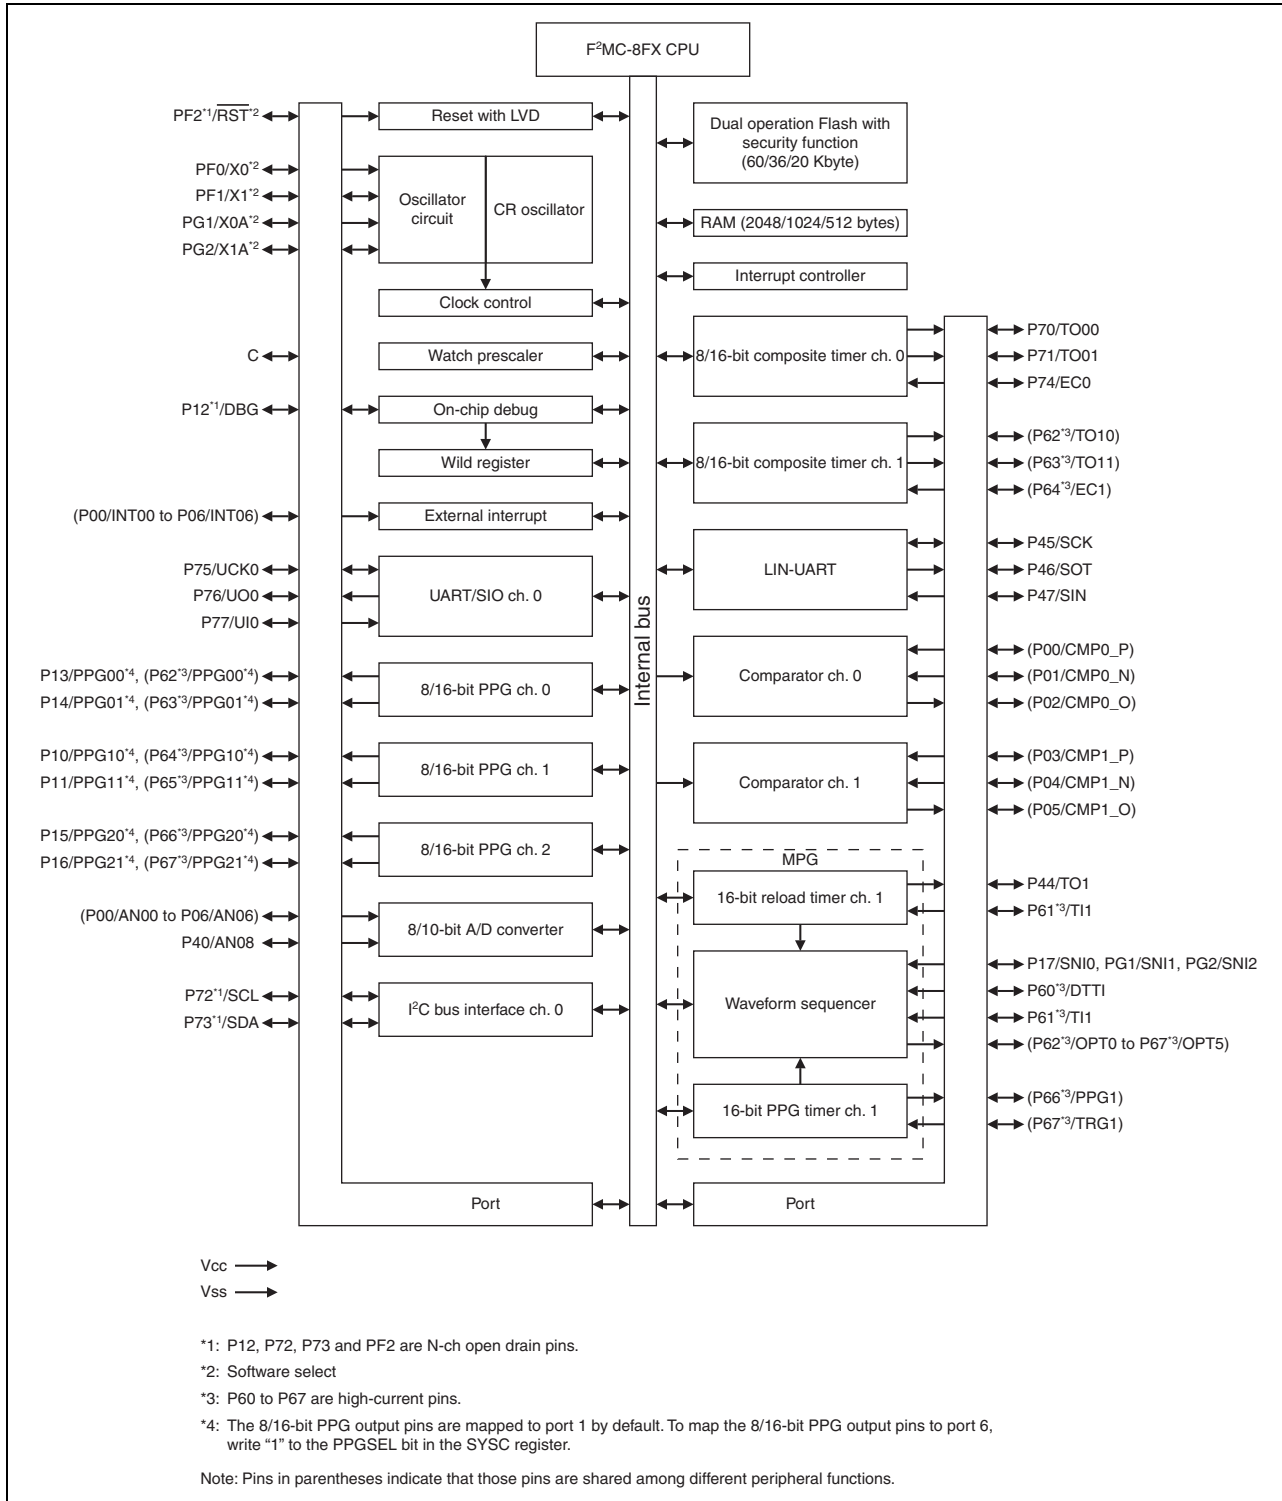 F²MC-8FX CPU
PF2*1/RST*2
Reset with LVD
Dual operation Flash with
security function
(60/36/20 Kbyte)
PF0/X0*2
PF1/X1*2
PG1/X0A*2
PG2/X1A*2
Oscillator
circuit
CR oscillator
RAM (2048/1024/512 bytes)
Interrupt controller
Clock control
C
Watch prescaler
8/16-bit composite timer ch. 0
P70/TO00
P71/TO01
P74/EC0
P12*1/DBG
On-chip debug
Wild register
8/16-bit composite timer ch. 1
(P62*3/TO10)
(P63*3/TO11)
(P64*3/EC1)
(P00/INT00 to P06/INT06)
External interrupt
P75/UCK0
P76/UO0
P77/UI0
UART/SIO ch. 0
LIN-UART
P45/SCK
P46/SOT
P47/SIN
Internal bus
P13/PPG00*4, (P62*3/PPG00*4)
P14/PPG01*4, (P63*3/PPG01*4)
8/16-bit PPG ch. 0
Comparator ch. 0
(P00/CMP0_P)
(P01/CMP0_N)
(P02/CMP0_O)
P10/PPG10*4, (P64*3/PPG10*4)
P11/PPG11*4, (P65*3/PPG11*4)
8/16-bit PPG ch. 1
Comparator ch. 1
(P03/CMP1_P)
(P04/CMP1_N)
(P05/CMP1_O)
P15/PPG20*4, (P66*3/PPG20*4)
P16/PPG21*4, (P67*3/PPG21*4)
8/16-bit PPG ch. 2
MPG
16-bit reload timer ch. 1
P44/TO1
P61*3/TI1
(P00/AN00 to P06/AN06)
P40/AN08
8/10-bit A/D converter
Waveform sequencer
P17/SNI0, PG1/SNI1, PG2/SNI2
P60*3/DTTI
P61*3/TI1
(P62*3/OPT0 to P67*3/OPT5)
P72*1/SCL
P73*1/SDA
I²C bus interface ch. 0
16-bit PPG timer ch. 1
(P66*3/PPG1)
(P67*3/TRG1)
Port
Port
Vcc
Vss
*1: P12, P72, P73 and PF2 are N-ch open drain pins.
*2: Software select
*3: P60 to P67 are high-current pins.
*4: The 8/16-bit PPG output pins are mapped to port 1 by default. To map the 8/16-bit PPG output pins to port 6,
write “1” to the PPGSEL bit in the SYSC register.
Note: Pins in parentheses indicate that those pins are shared among different peripheral functions.